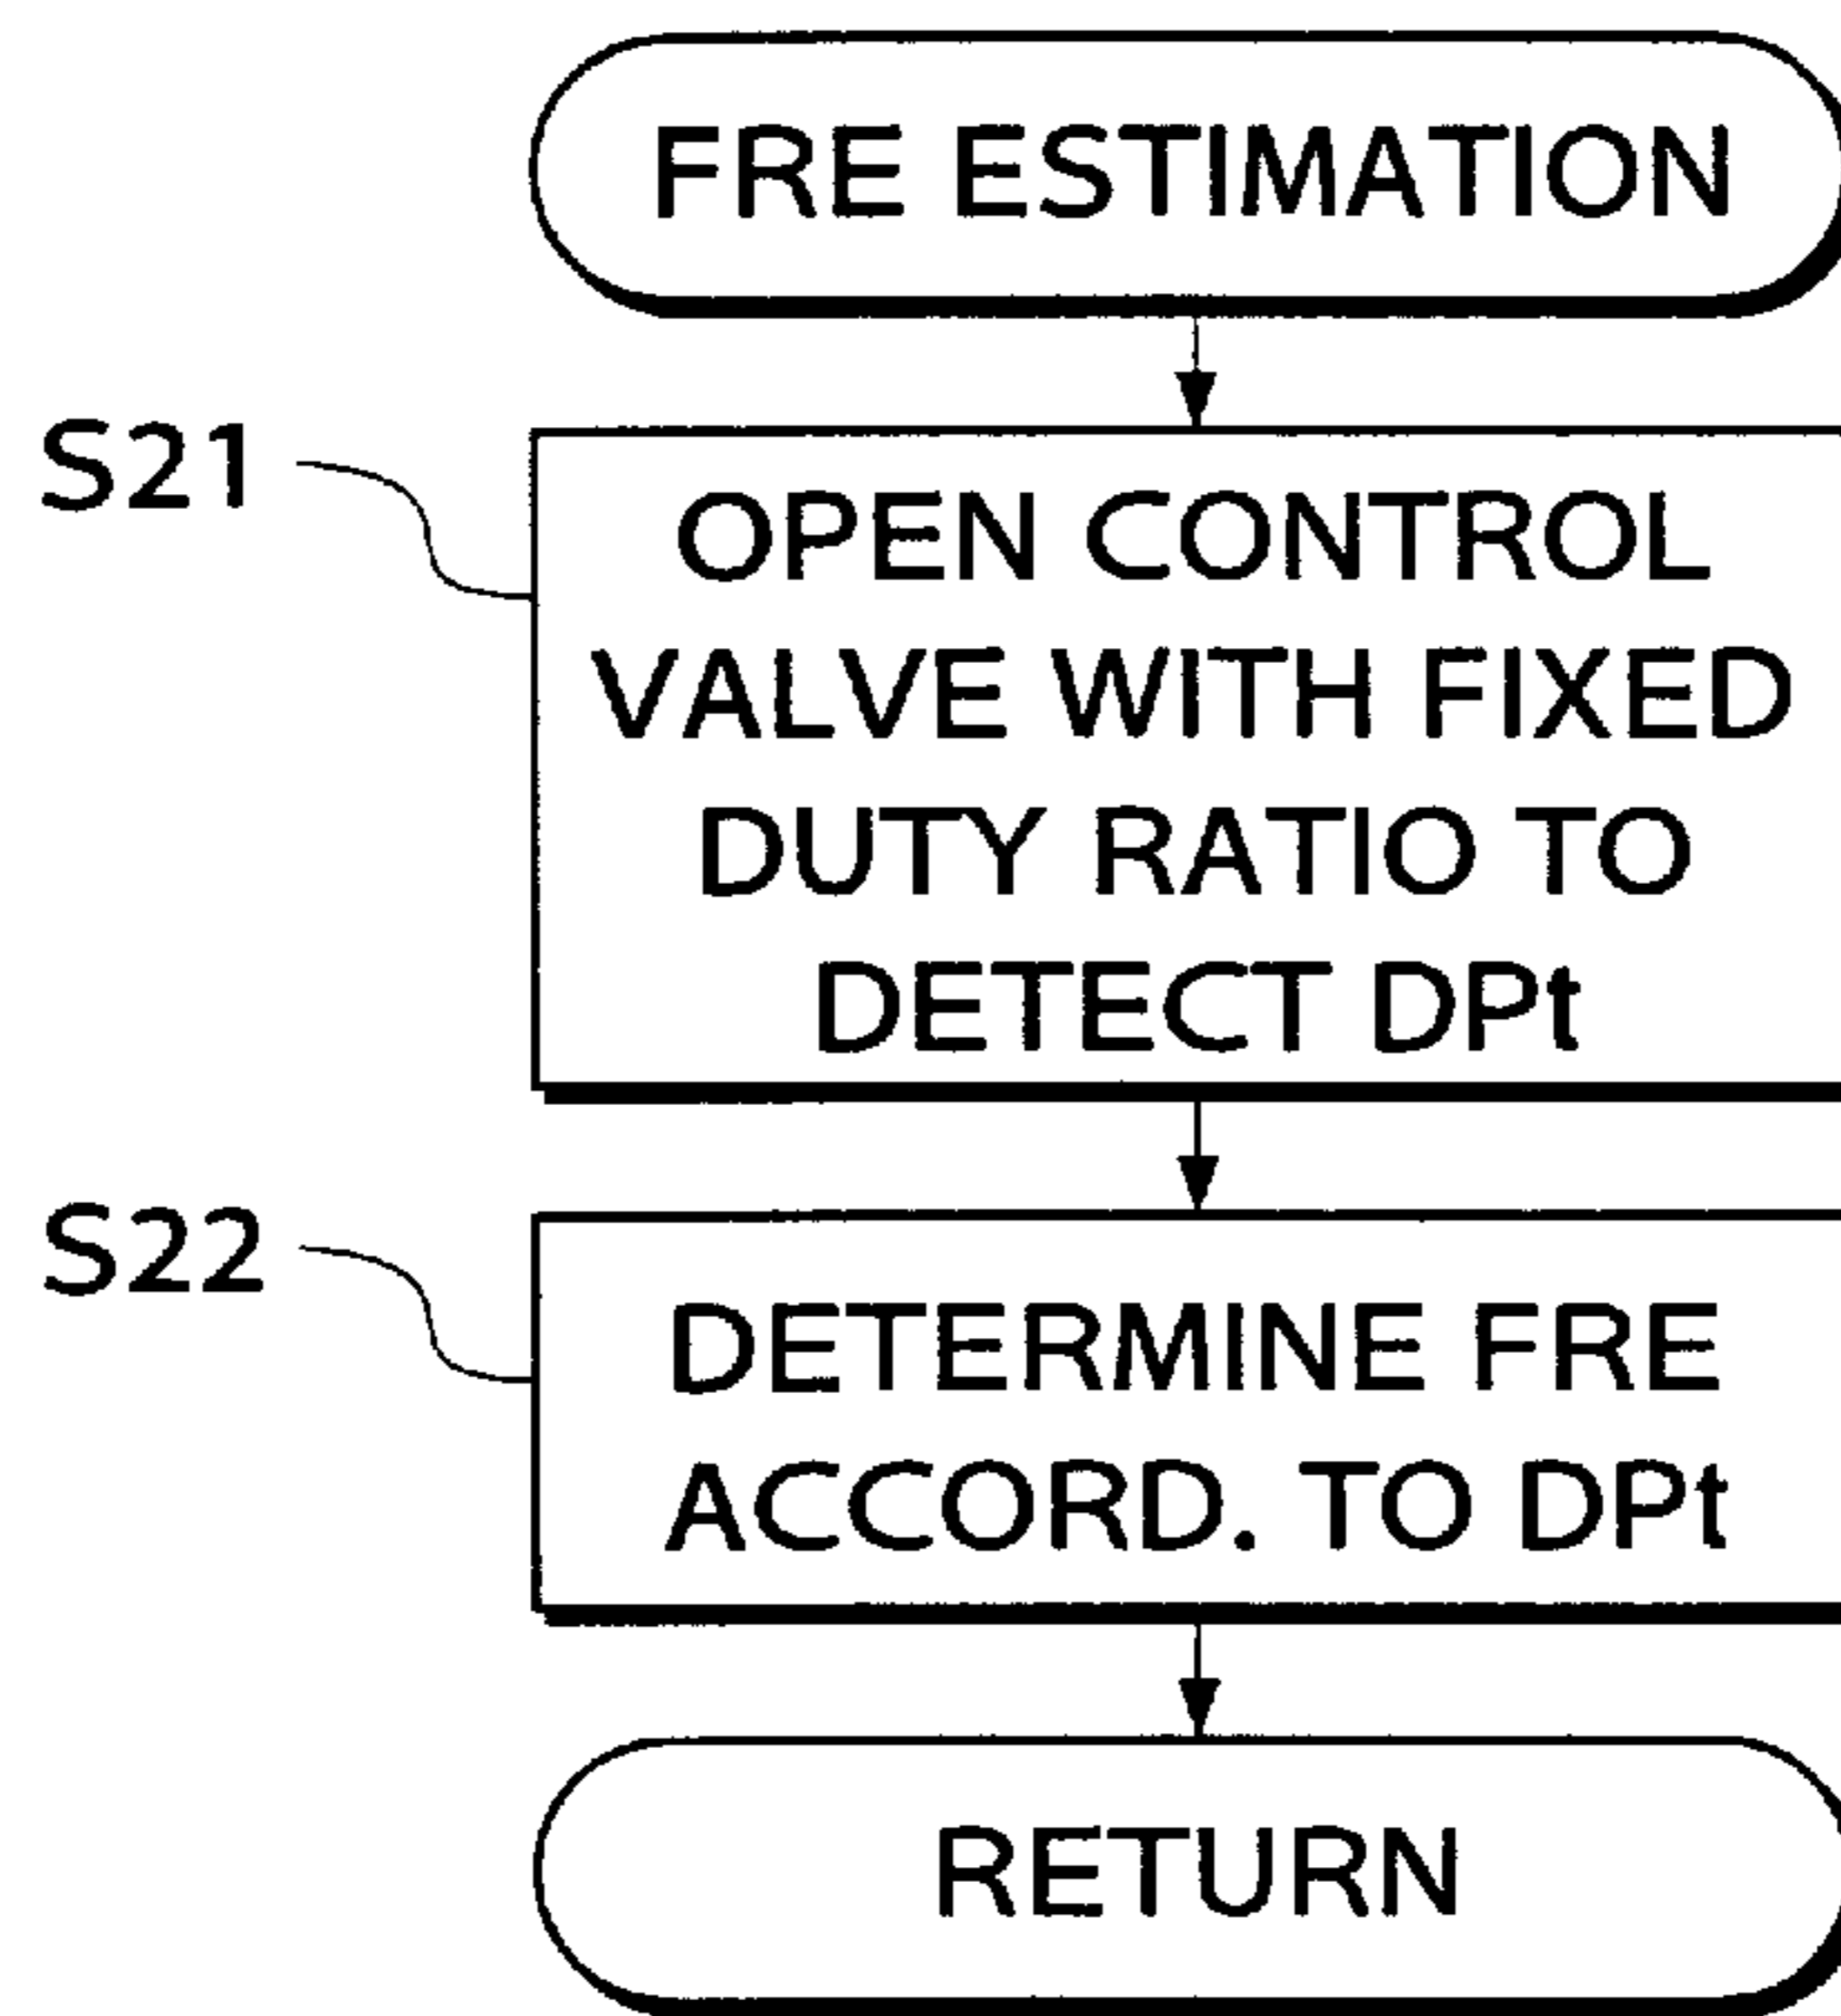 FRE ESTIMATION
S21
OPEN CONTROL
VALVE WITH FIXED
DUTY RATIO TO
DETECT DPt
S22
DETERMINE FRE
ACCORD. TO DPt
RETURN